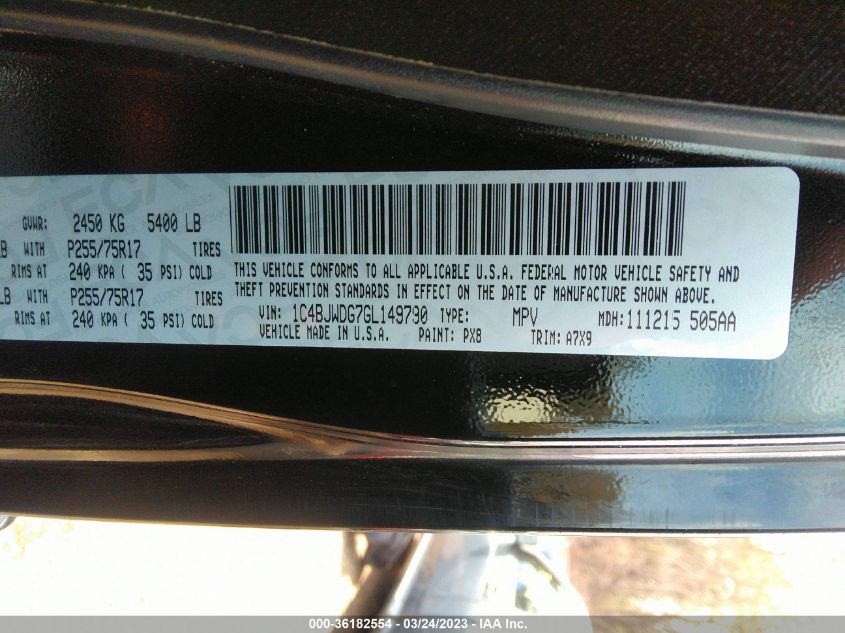 GVWR: 2450 KG 5400 LB
LB WITH P255/75R17 TIRES
RIMS AT 240 KPA ( 35 PSI) COLD
LB WITH P255/75R17 TIRES
RIMS AT 240 KPA ( 35 PSI) COLD
THIS VEHICLE CONFORMS TO ALL APPLICABLE U.S.A. FEDERAL MOTOR VEHICLE SAFETY AND
THEFT PREVENTION STANDARDS IN EFFECT ON THE DATE OF MANUFACTURE SHOWN ABOVE.
VIN: 1C4BJWDG7GL149790 TYPE: MPV MDH: 111215 505AA
VEHICLE MADE IN U.S.A. PAINT: PX8 TRIM: A7X9
000-36182554 - 03/24/2023 - IAA Inc.